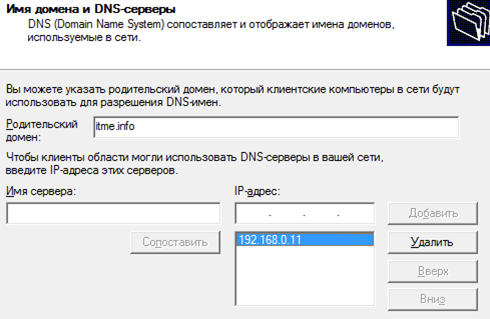 Имя домена и DNS-серверы
DNS (Domain Name System) сопоставляет и отображает имена доменов,
используемые в сети.
Вы можете указать родительский домен, который клиентские компьютеры в сети будут
использовать для разрешения DNS-имен.
Родительский домен:
itme.info
Чтобы клиенты области могли использовать DNS-серверы в вашей сети,
введите IP-адреса этих серверов.
Имя сервера:
IP-адрес:
. . .
Добавить
Сопоставить
192.168.0.11
Удалить
Вверх
Вниз